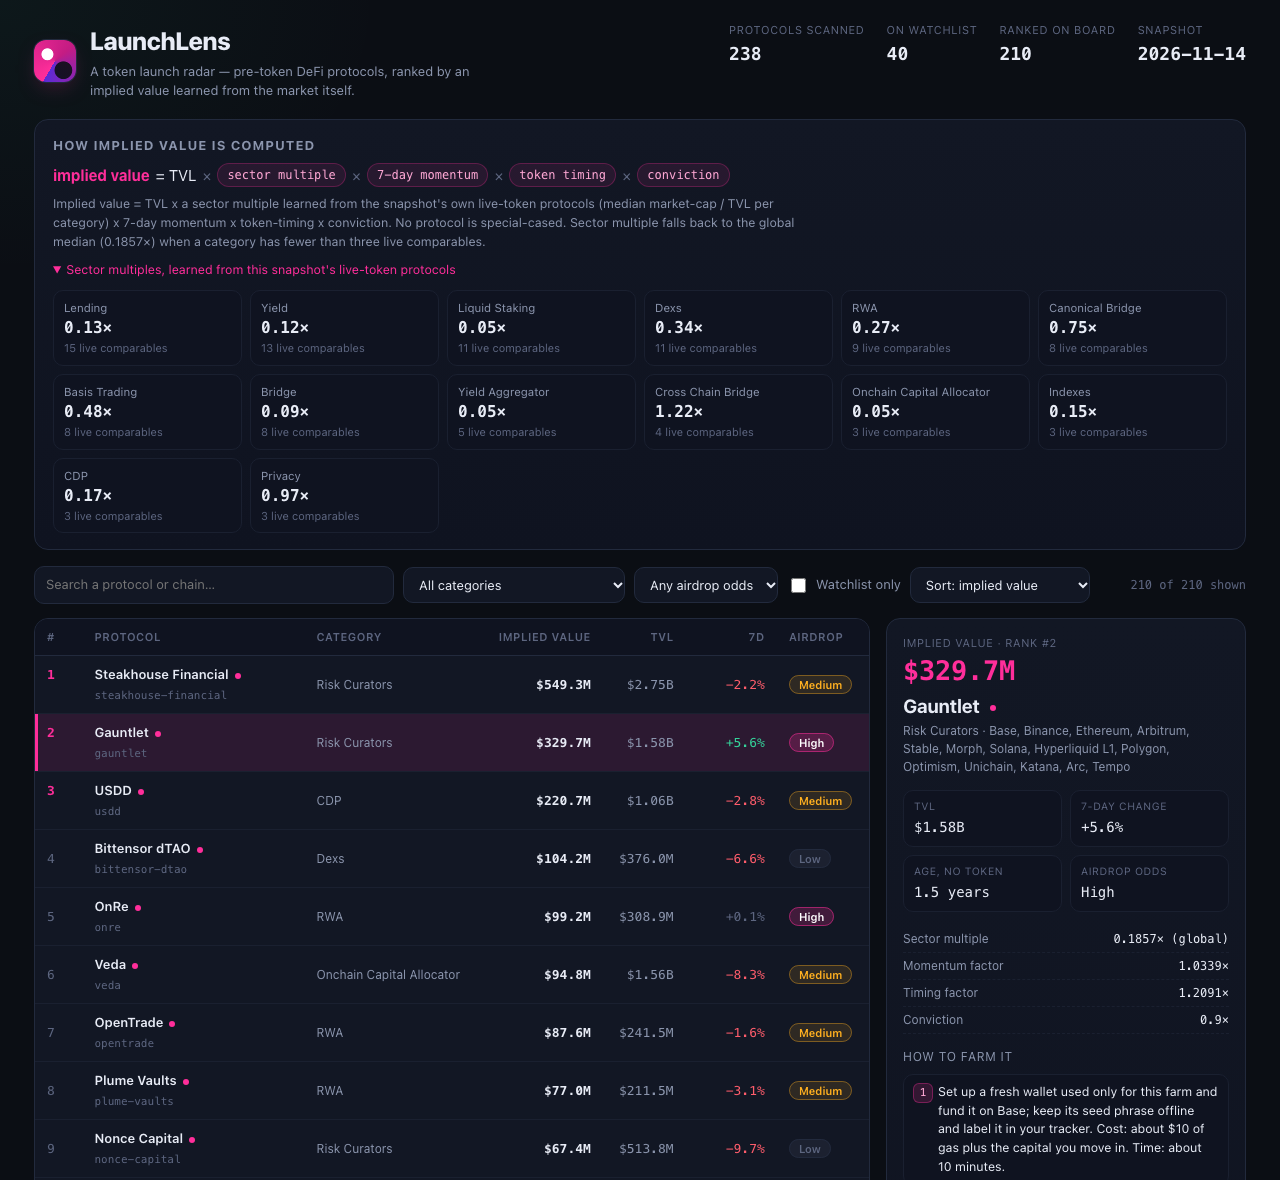 LaunchLens
A token launch radar — pre-token DeFi protocols, ranked by an
implied value learned from the market itself.
PROTOCOLS SCANNED
238
ON WATCHLIST
40
RANKED ON BOARD
210
SNAPSHOT
2026-11-14
HOW IMPLIED VALUE IS COMPUTED
implied value = TVL × sector multiple × 7-day momentum × token timing × conviction
Implied value = TVL x a sector multiple learned from the snapshot's own live-token protocols (median market-cap / TVL per
category) x 7-day momentum x token-timing x conviction. No protocol is special-cased. Sector multiple falls back to the global
median (0.1857×) when a category has fewer than three live comparables.
▼ Sector multiples, learned from this snapshot's live-token protocols
Lending
0.13×
15 live comparables
Yield
0.12×
13 live comparables
Liquid Staking
0.05×
11 live comparables
Dexs
0.34×
11 live comparables
RWA
0.27×
9 live comparables
Canonical Bridge
0.75×
8 live comparables
Basis Trading
0.48×
8 live comparables
Bridge
0.09×
8 live comparables
Yield Aggregator
0.05×
5 live comparables
Cross Chain Bridge
1.22×
4 live comparables
Onchain Capital Allocator
0.05×
3 live comparables
Indexes
0.15×
3 live comparables
CDP
0.17×
3 live comparables
Privacy
0.97×
3 live comparables
Search a protocol or chain…
All categories
Any airdrop odds
Watchlist only
Sort: implied value
210 of 210 shown
# PROTOCOL CATEGORY IMPLIED VALUE TVL 7D AIRDROP
1 Steakhouse Financial Risk Curators $549.3M $2.75B −2.2% Medium
steakhouse-financial
2 Gauntlet Risk Curators $329.7M $1.58B +5.6% High
gauntlet
3 USDD CDP $220.7M $1.06B −2.8% Medium
usdd
4 Bittensor dTAO Dexs $104.2M $376.0M −6.6% Low
bittensor-dtao
5 OnRe RWA $99.2M $308.9M +0.1% High
onre
6 Veda Onchain Capital Allocator $94.8M $1.56B −8.3% Medium
veda
7 OpenTrade RWA $87.6M $241.5M −1.6% Medium
opentrade
8 Plume Vaults RWA $77.0M $211.5M −3.1% Medium
plume-vaults
9 Nonce Capital Risk Curators $67.4M $513.8M −9.7% Low
nonce-capital
IMPLIED VALUE · RANK #2
$329.7M
Gauntlet
Risk Curators · Base, Binance, Ethereum, Arbitrum,
Stable, Morph, Solana, Hyperliquid L1, Polygon,
Optimism, Unichain, Katana, Arc, Tempo
TVL
$1.58B
7-DAY CHANGE
+5.6%
AGE, NO TOKEN
1.5 years
AIRDROP ODDS
High
Sector multiple 0.1857× (global)
Momentum factor 1.0339×
Timing factor 1.2091×
Conviction 0.9×
HOW TO FARM IT
1 Set up a fresh wallet used only for this farm and
fund it on Base; keep its seed phrase offline
and label it in your tracker. Cost: about $10 of
gas plus the capital you move in. Time: about
10 minutes.